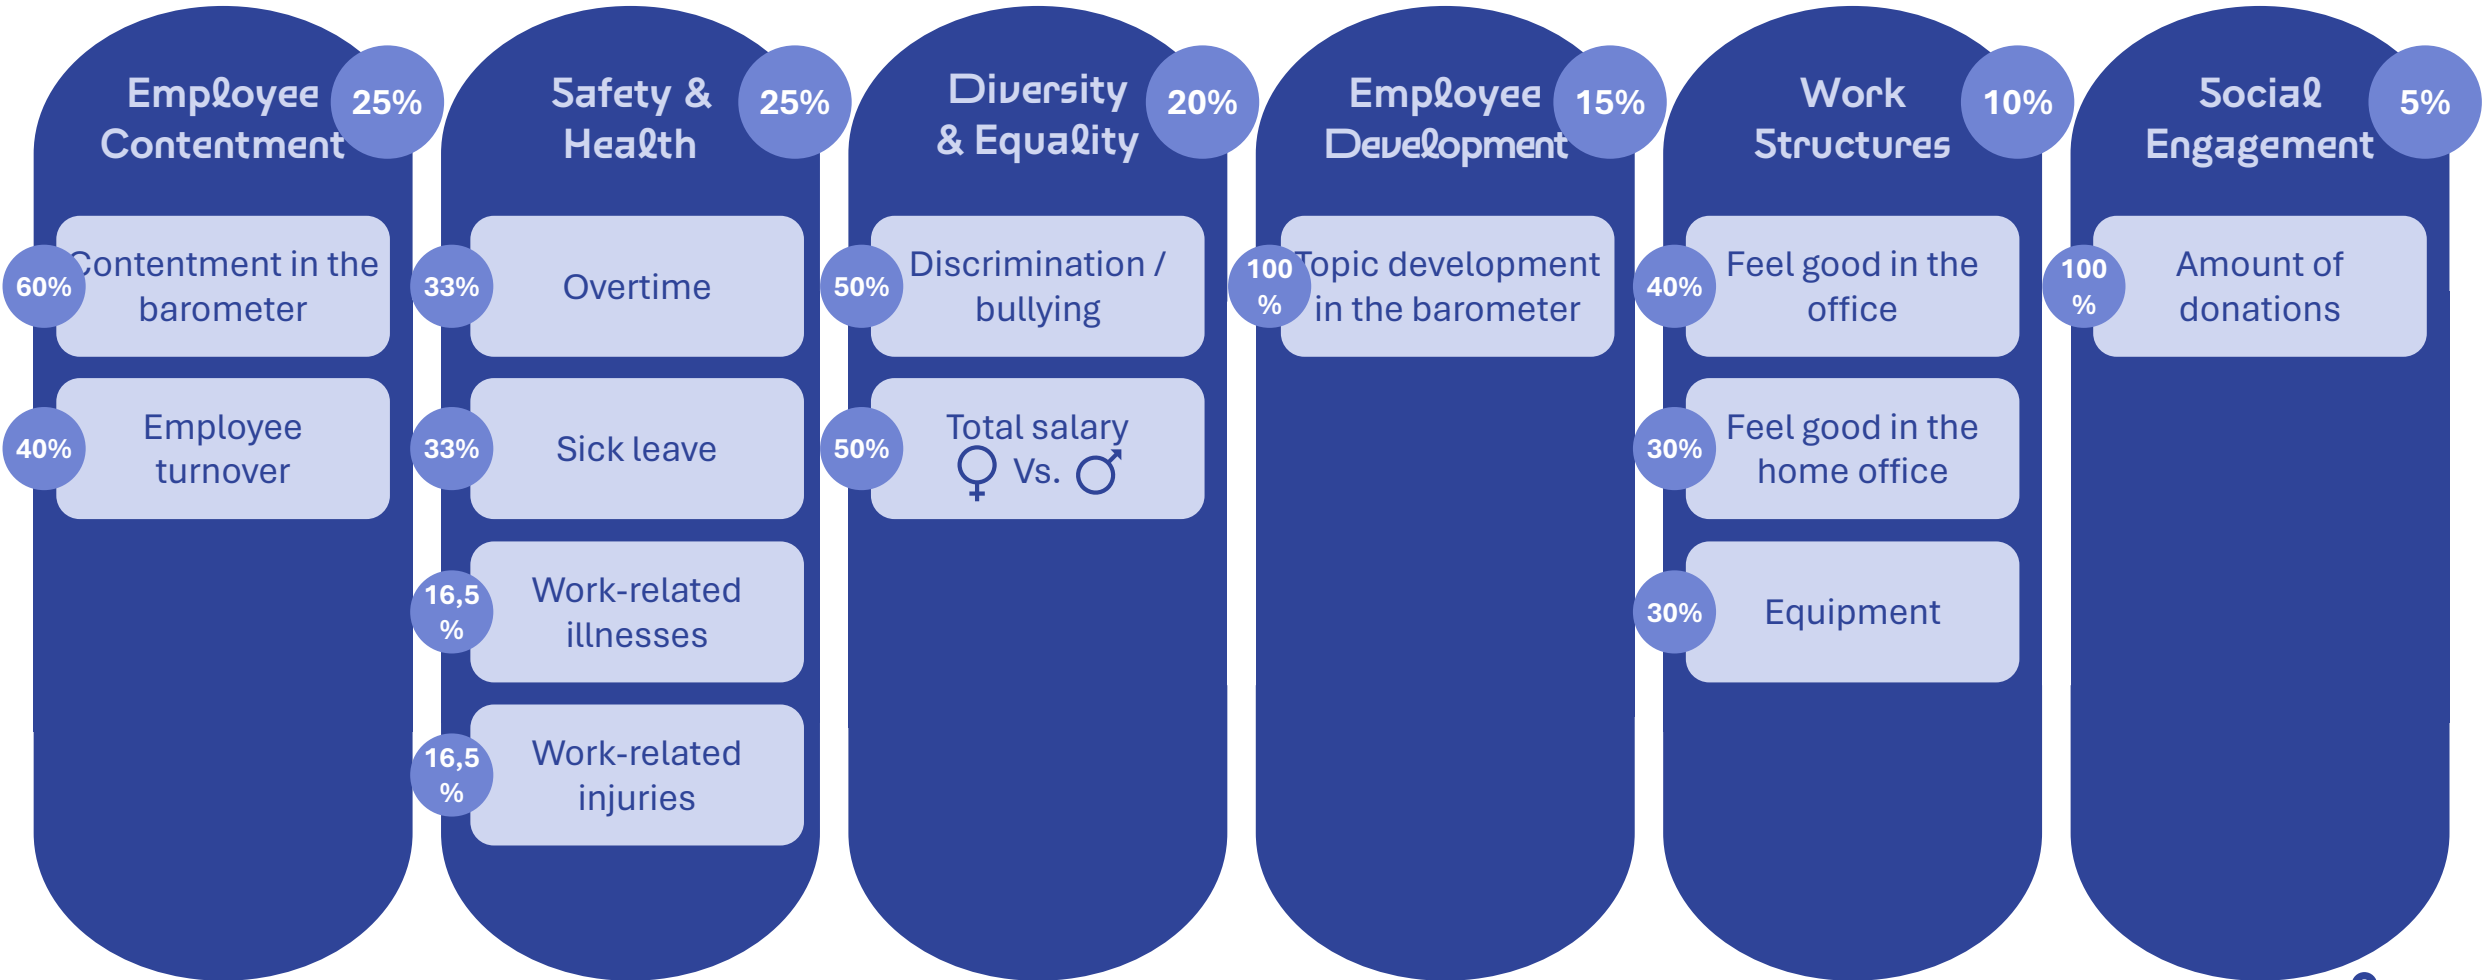 Employee
Contentment
25%
60%
Contentment in the
barometer
40%
Employee
turnover
Safety &
Health
25%
33%
Overtime
33%
Sick leave
16,5
%
Work-related
illnesses
16,5
%
Work-related
injuries
Diversity
& Equality
20%
50%
Discrimination /
bullying
50%
Total salary
♀ Vs. ♂
Employee
Development
15%
100
%
Topic development
in the barometer
Work
Structures
10%
40%
Feel good in the
office
30%
Feel good in the
home office
30%
Equipment
Social
Engagement
5%
100
%
Amount of
donations